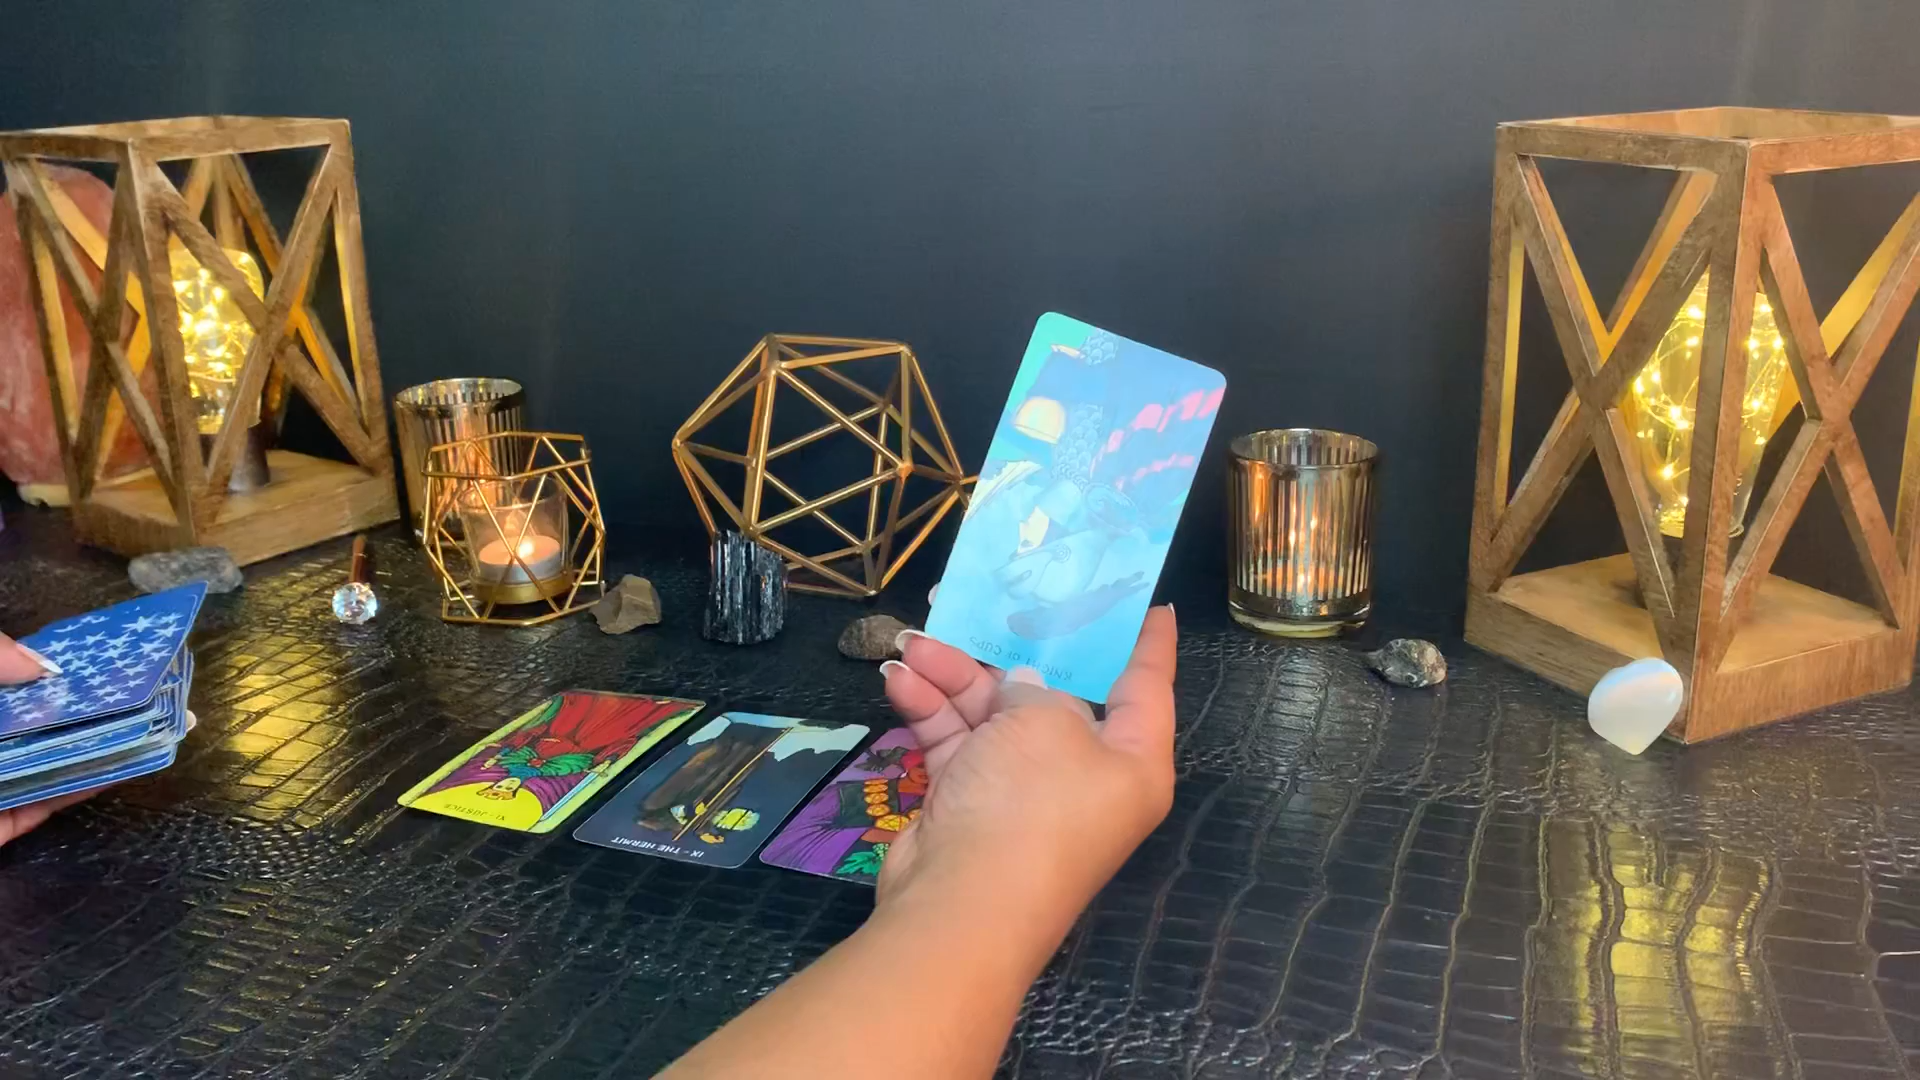 KNIGHT OF CUPS
XI - JUSTICE
IX - THE HERMIT